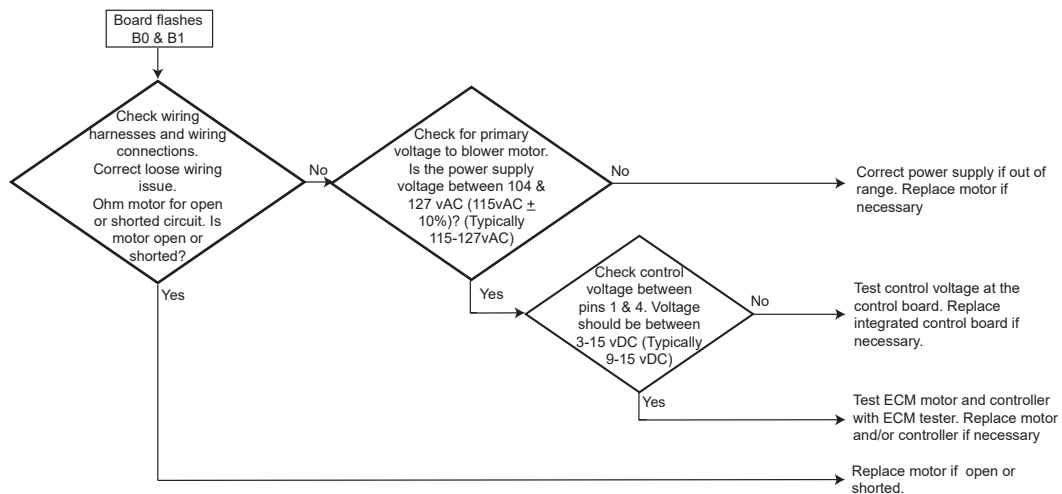 Board flashes
B0 & B1
Check wiring
harnesses and wiring
connections.
Correct loose wiring
issue.
Ohm motor for open
or shorted circuit. Is
motor open or
shorted?
No
Yes
Check for primary
voltage to blower motor.
Is the power supply
voltage between 104 &
127 vAC (115vAC ±
10%)? (Typically
115-127vAC)
No
Correct power supply if out of
range. Replace motor if
necessary
Yes
Check control
voltage between
pins 1 & 4. Voltage
should be between
3-15 vDC (Typically
9-15 vDC)
No
Test control voltage at the
control board. Replace
integrated control board if
necessary.
Yes
Test ECM motor and controller
with ECM tester. Replace motor
and/or controller if necessary
Replace motor if  open or
shorted.